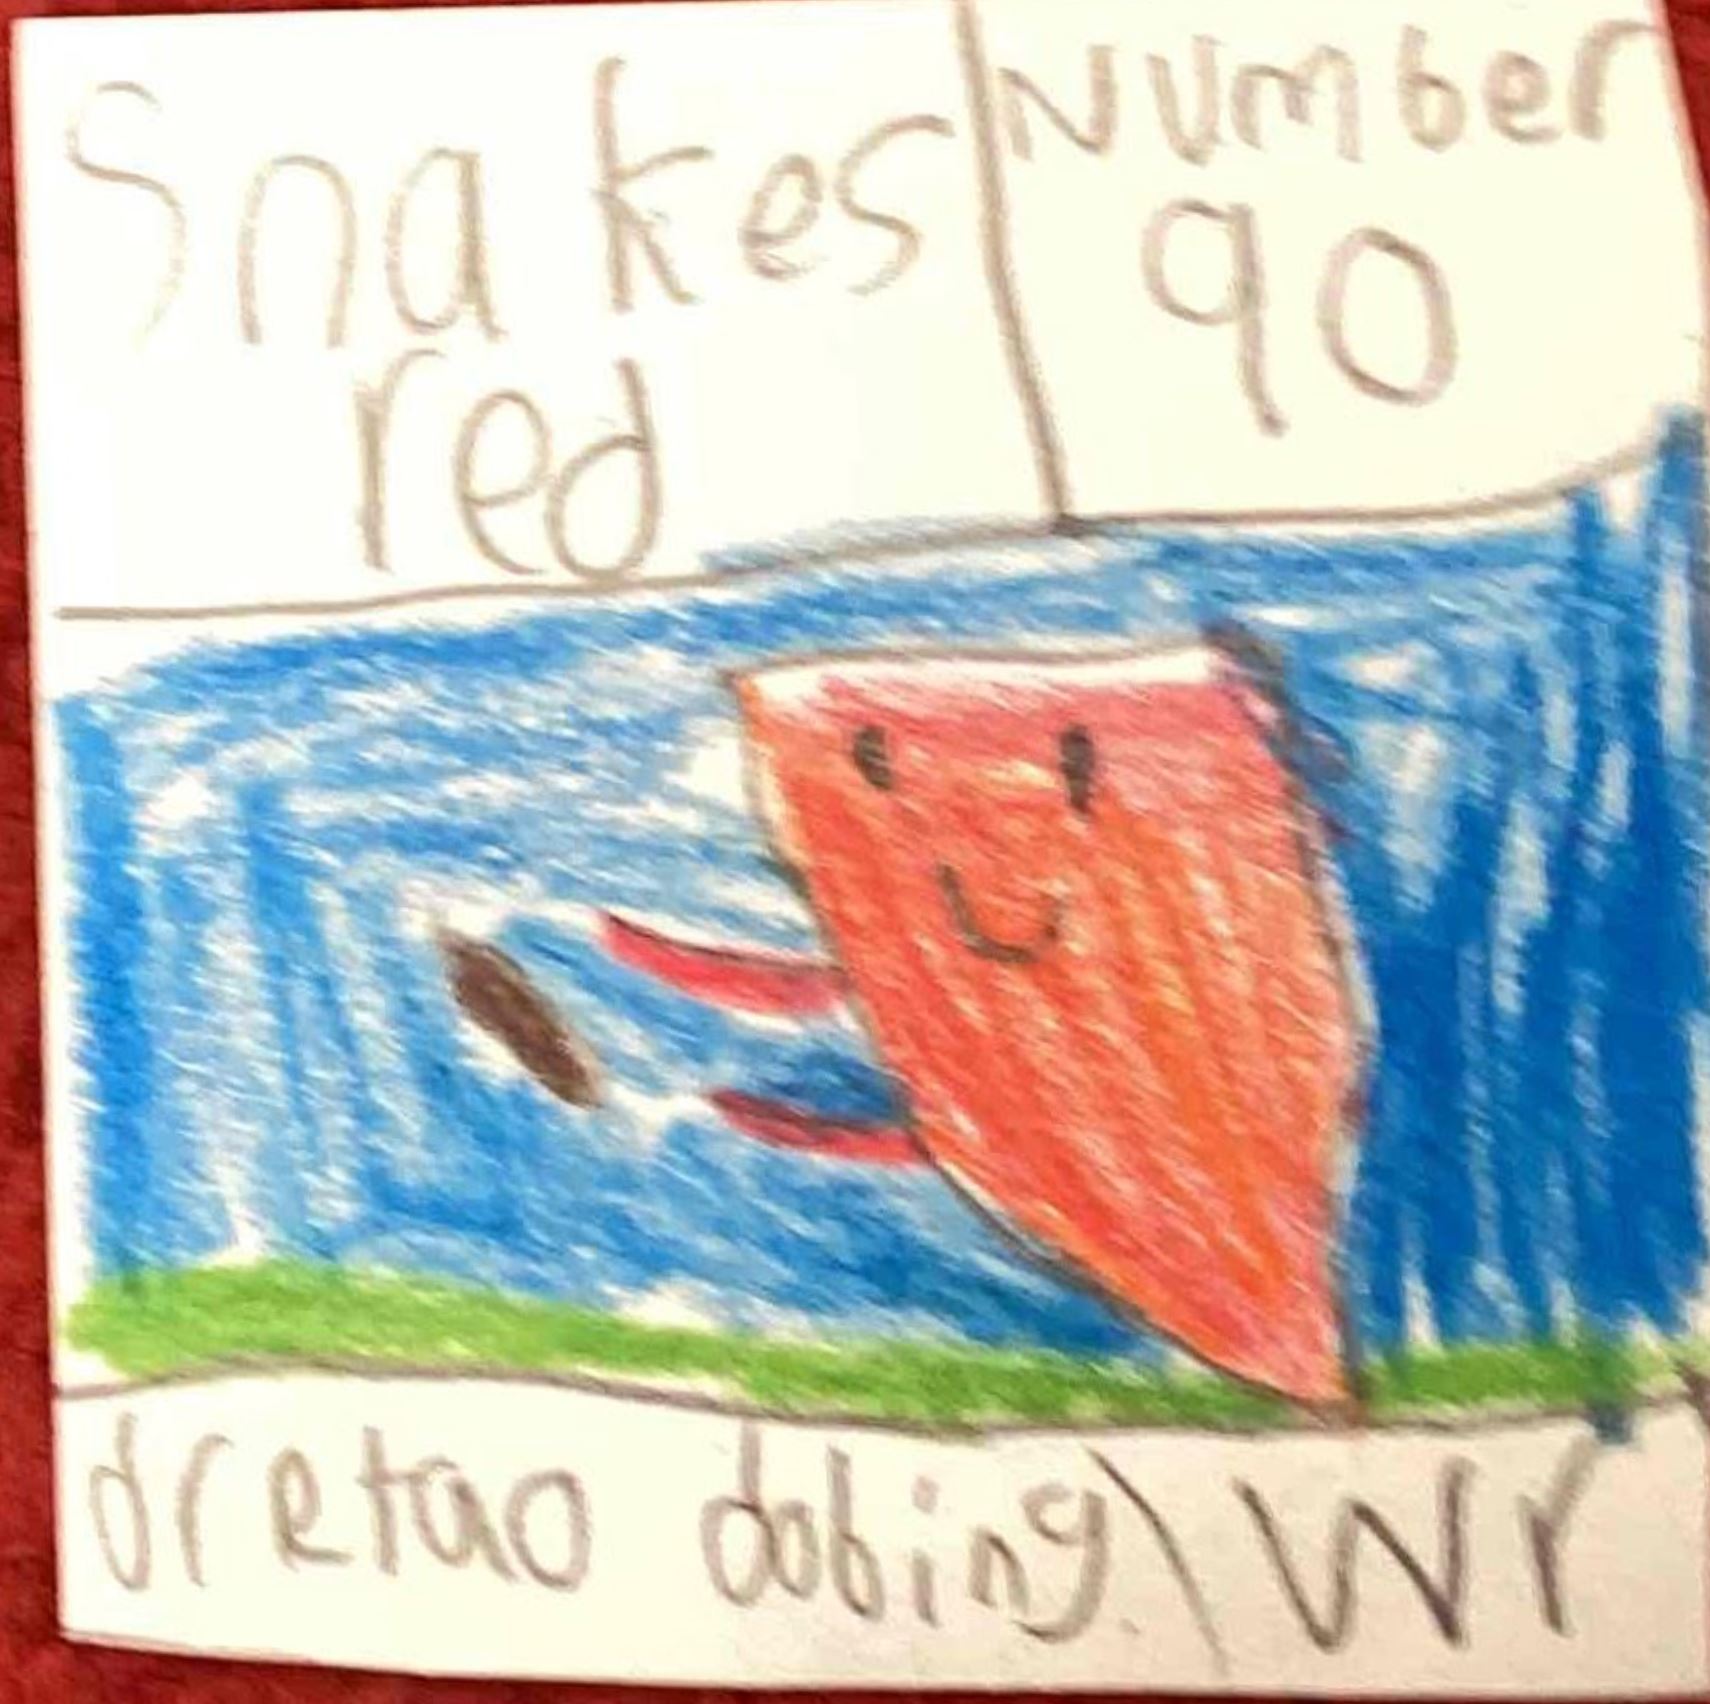 Snakes
red
Number
90
dretao dobing
Wr